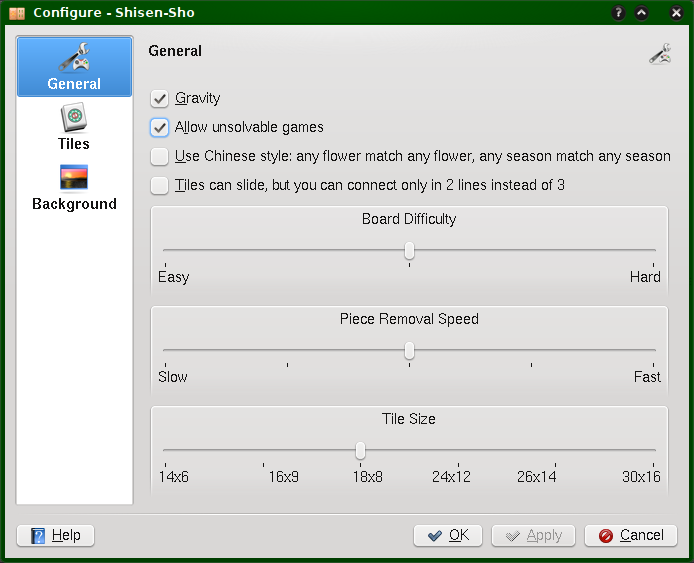 Configure - Shisen-Sho
General
Tiles
Background
General
Gravity
Allow unsolvable games
Use Chinese style: any flower match any flower, any season match any season
Tiles can slide, but you can connect only in 2 lines instead of 3
Board Difficulty
Easy Hard
Piece Removal Speed
Slow Fast
Tile Size
14x6 16x9 18x8 24x12 26x14 30x16
Help OK Apply Cancel